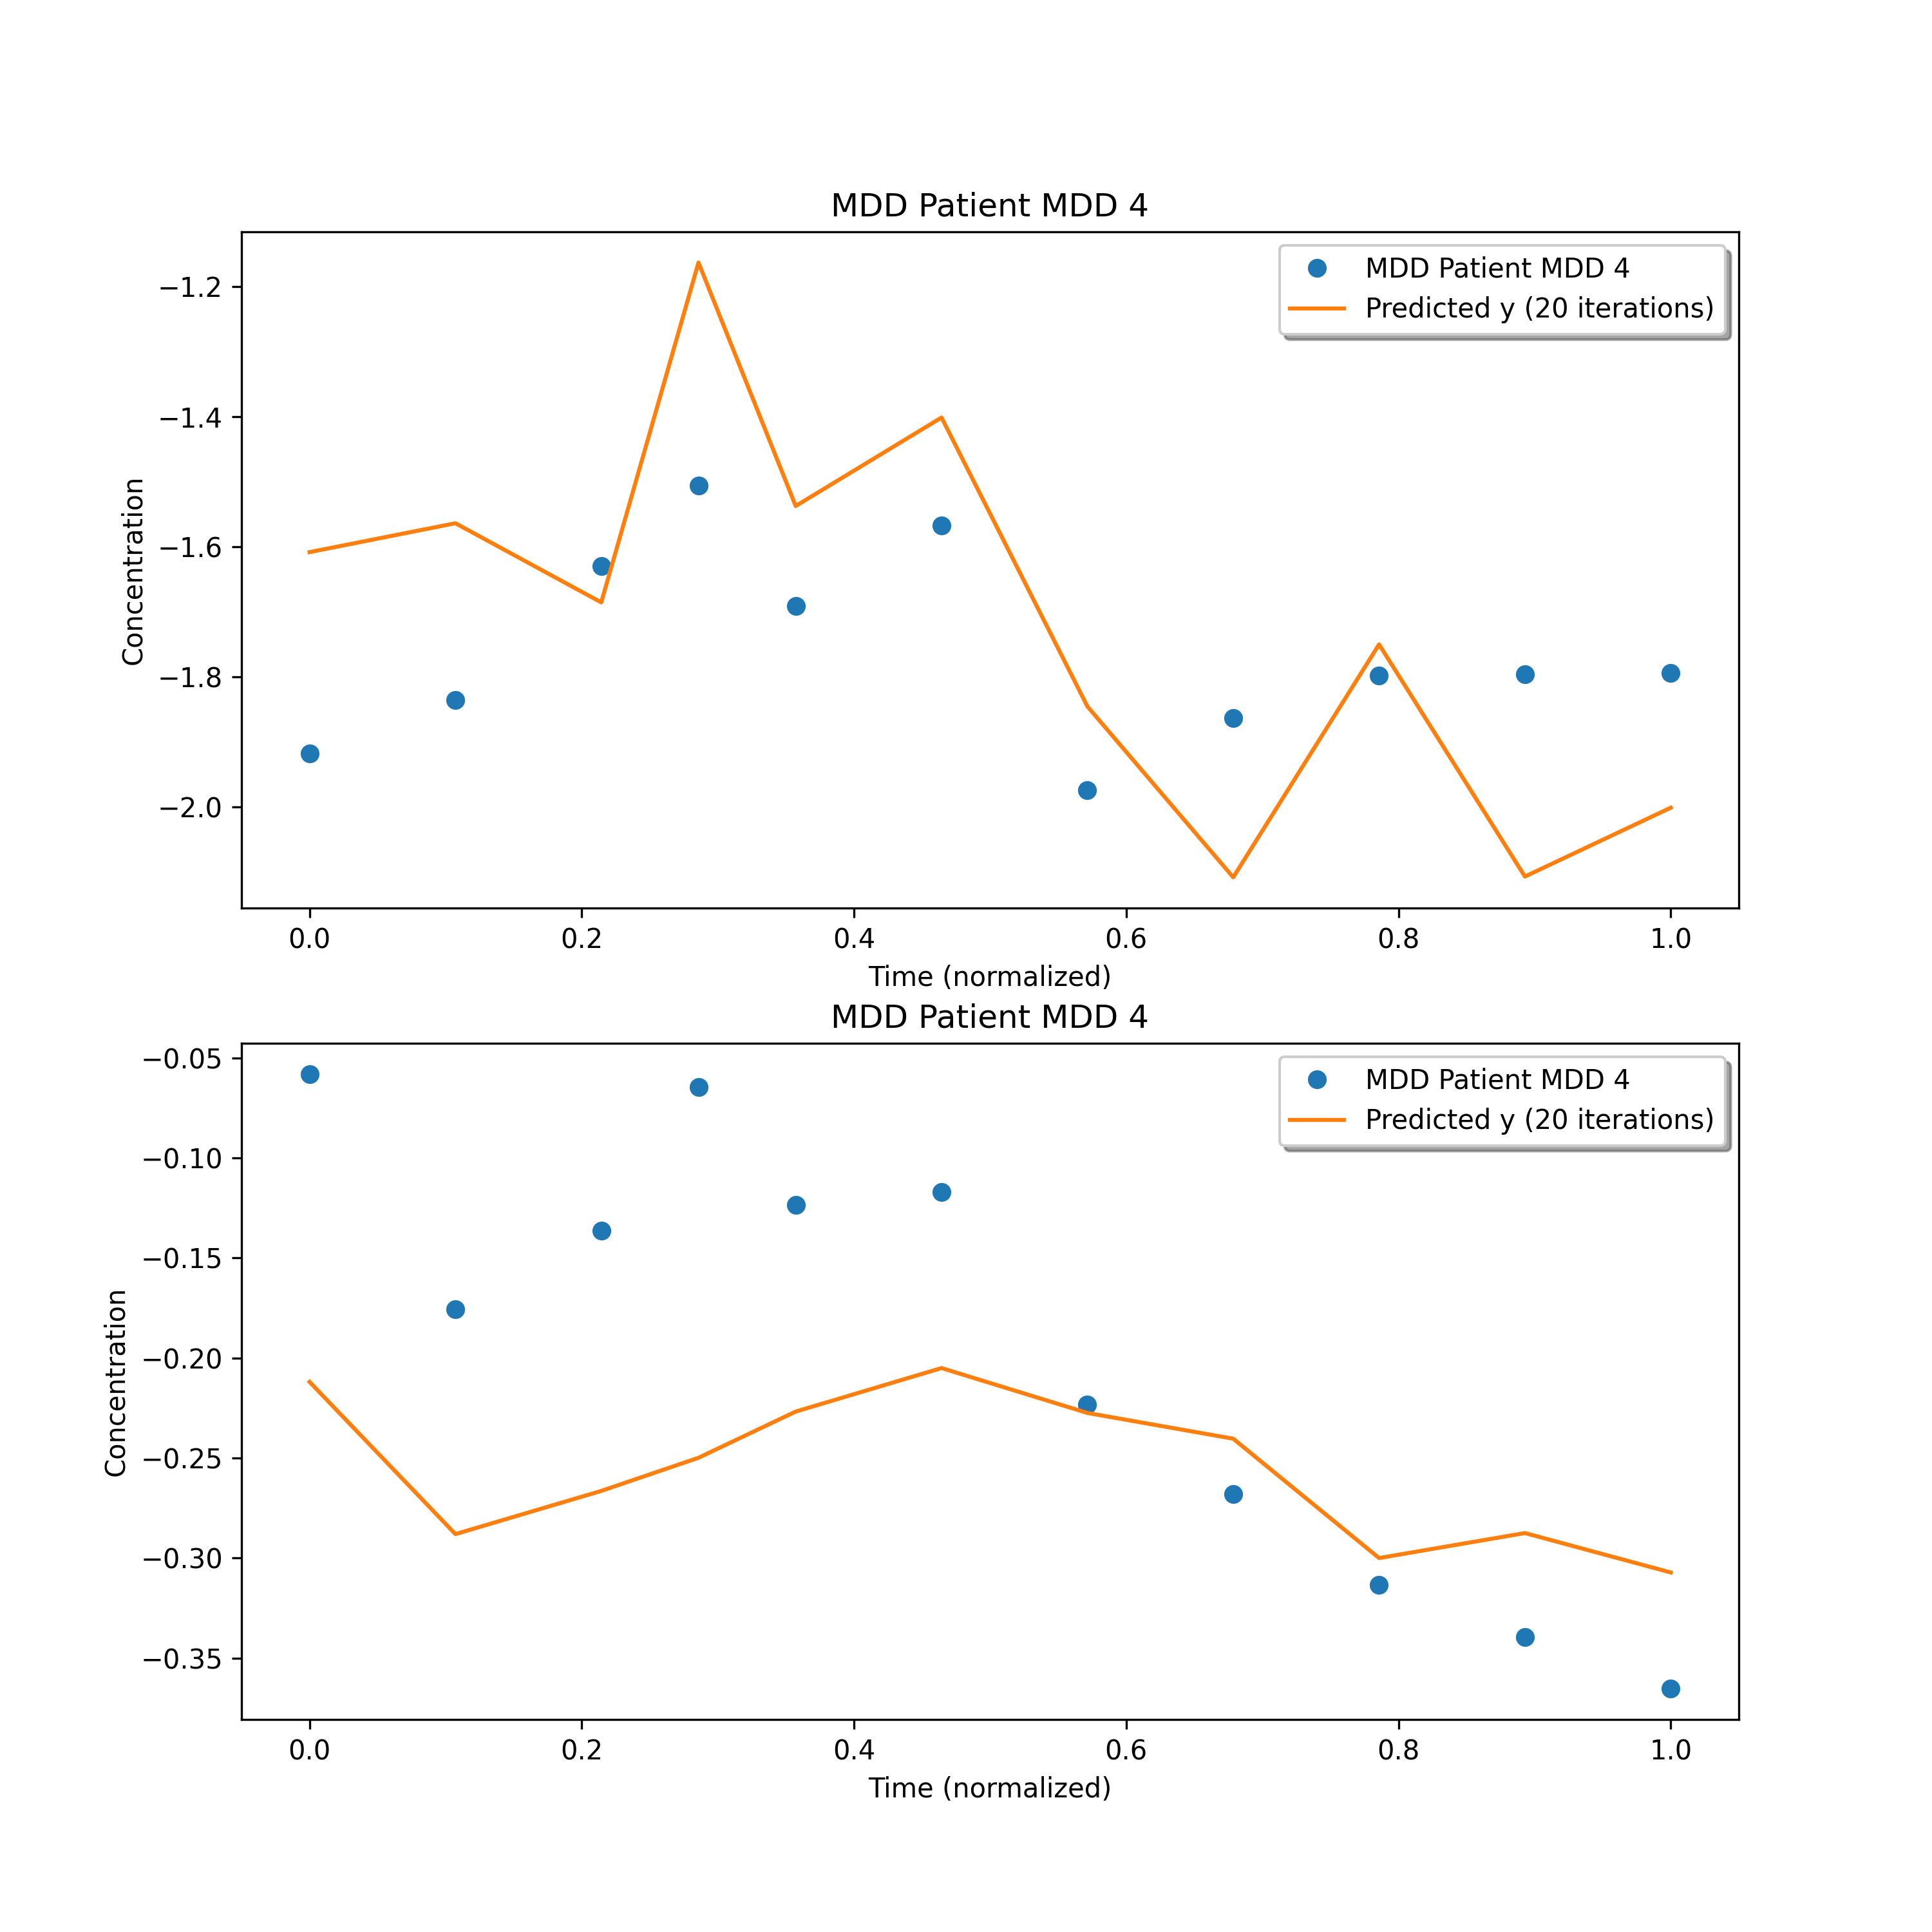 MDD Patient MDD 4
MDD Patient MDD 4
Predicted y (20 iterations)
−1.2
−1.4
−1.6
−1.8
−2.0
Concentration
0.0 0.2 0.4 0.6 0.8 1.0
Time (normalized)
MDD Patient MDD 4
MDD Patient MDD 4
Predicted y (20 iterations)
−0.05
−0.10
−0.15
−0.20
−0.25
−0.30
−0.35
Concentration
0.0 0.2 0.4 0.6 0.8 1.0
Time (normalized)